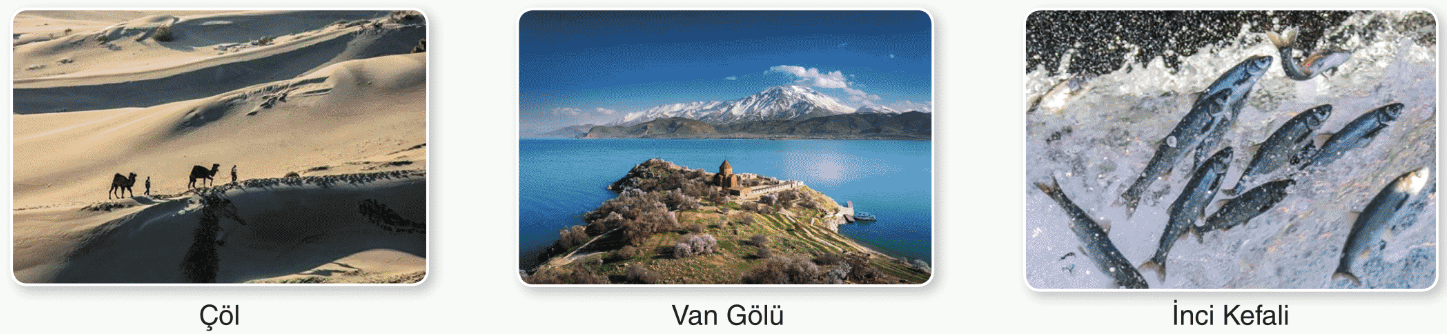 Çöl
Van Gölü
İnci Kefali